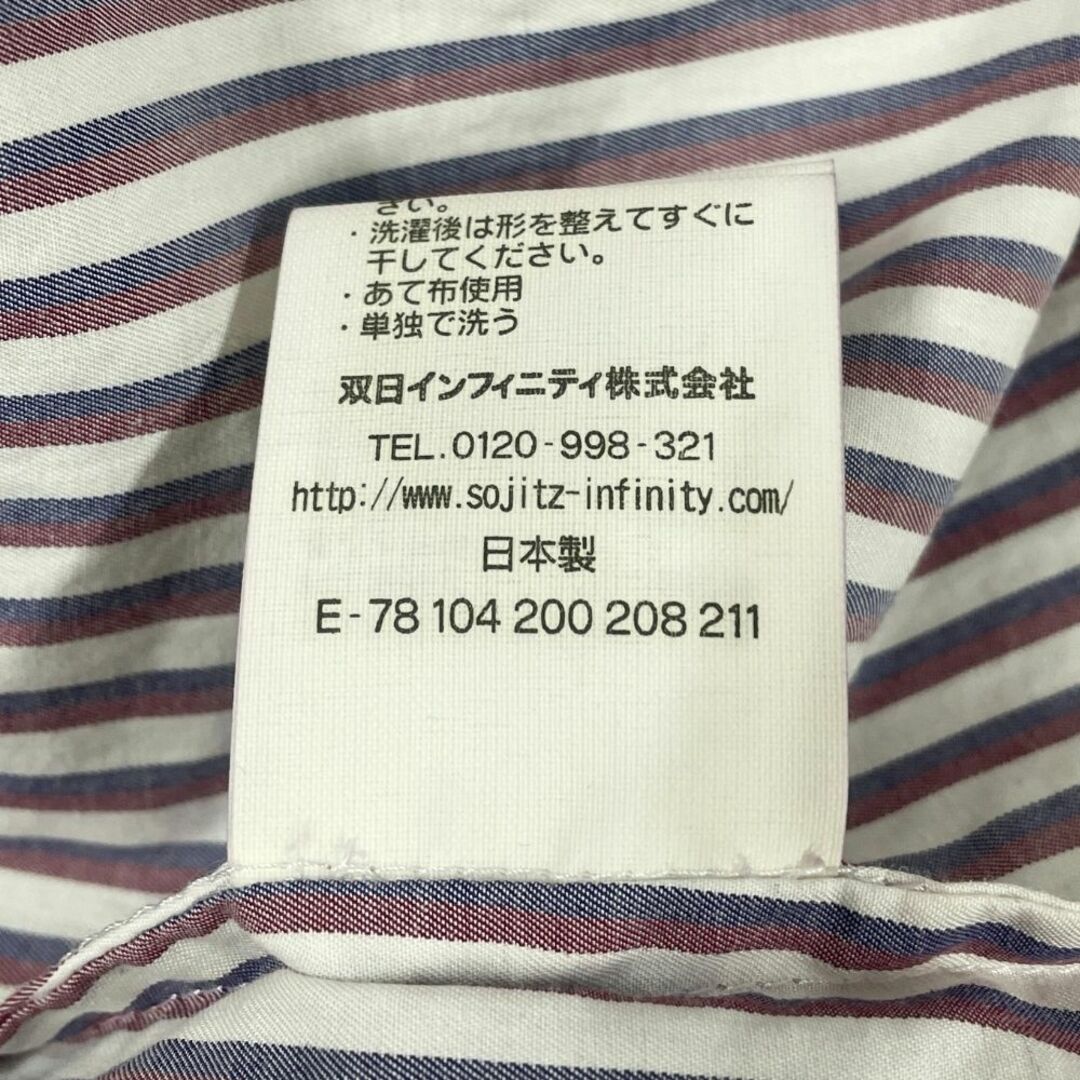 さい。
・洗濯後は形を整えてすぐに
干してください。
・あて布使用
・単独で洗う
双日インフィニティ株式会社
TEL.0120-998-321
http://www.sojitz-infinity.com/
日本製
E-78 104 200 208 211